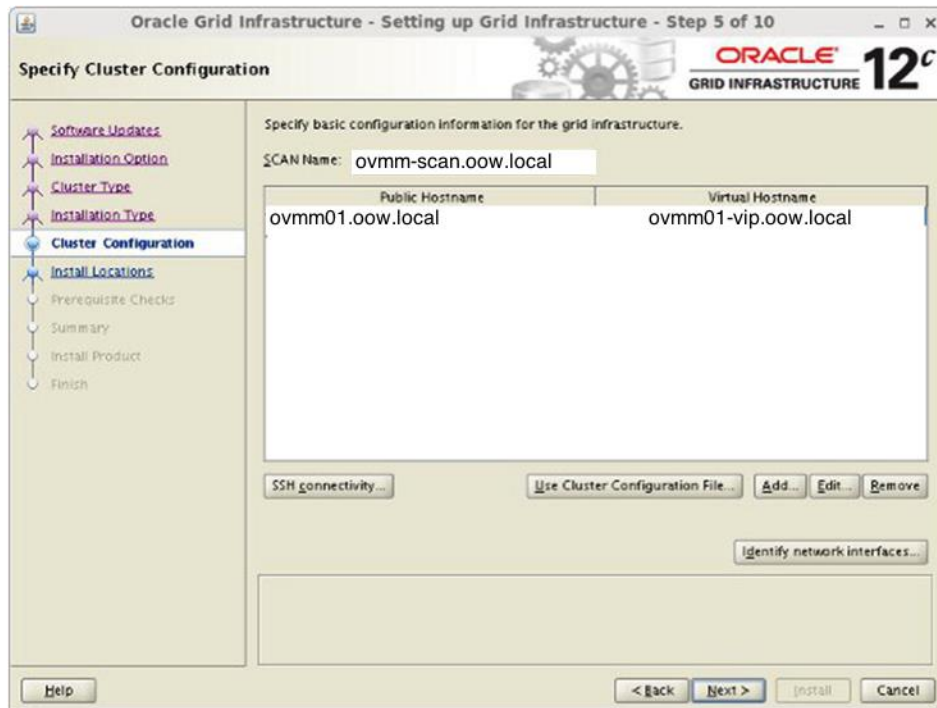 Oracle Grid Infrastructure - Setting up Grid Infrastructure - Step 5 of 10
Specify Cluster Configuration
ORACLE
GRID INFRASTRUCTURE 12c
Software Updates
Installation Option
Cluster Type
Installation Type
Cluster Configuration
Install Locations
Prerequisite Checks
Summary
Install Product
Finish
Specify basic configuration information for the grid infrastructure.
SCAN Name: ovmm-scan.oow.local
Public Hostname Virtual Hostname
ovmm01.oow.local ovmm01-vip.oow.local
SSH connectivity... Use Cluster Configuration File... Add... Edit... Remove
Identify network interfaces...
Help < Back Next > Install Cancel